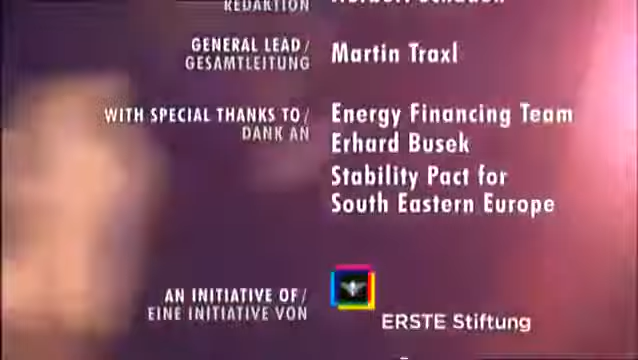 REDAKTION
GENERAL LEAD/ Martin Traxl
GESAMTLEITUNG
WITH SPECIAL THANKS TO/ Energy Financing Team
DANK AN Erhard Busek
Stability Pact for
South Eastern Europe
AN INITIATIVE OF/
EINE INITIATIVE VON
ERSTE Stiftung